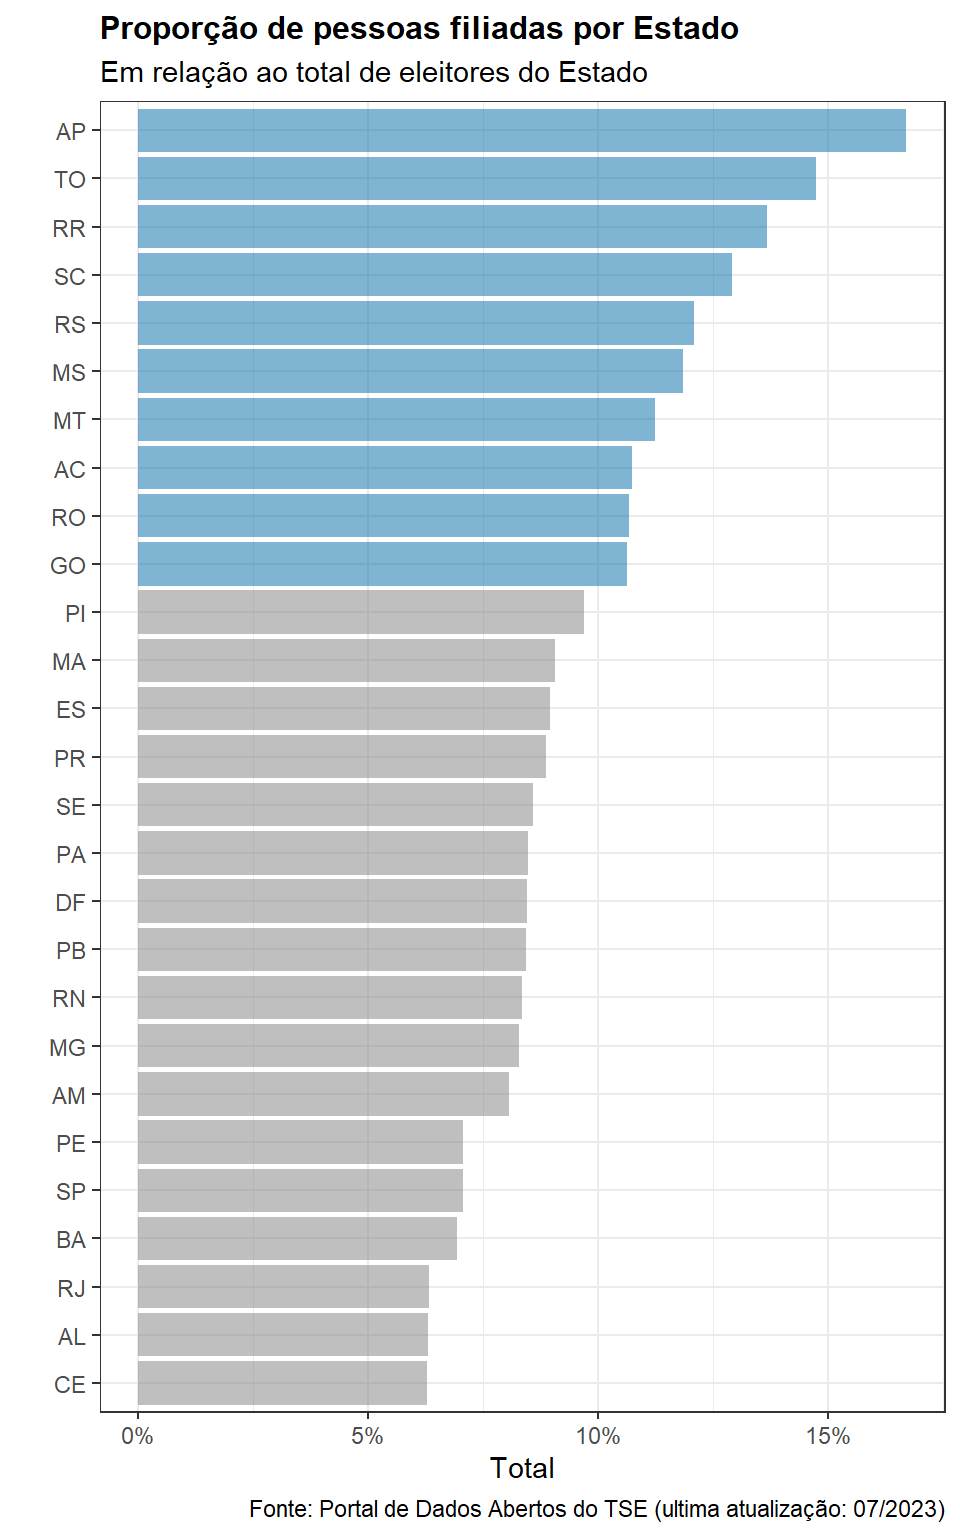 Proporção de pessoas filiadas por Estado
Em relação ao total de eleitores do Estado
AP
TO
RR
SC
RS
MS
MT
AC
RO
GO
PI
MA
ES
PR
SE
PA
DF
PB
RN
MG
AM
PE
SP
BA
RJ
AL
CE
0% 5% 10% 15%
Total
Fonte: Portal de Dados Abertos do TSE (ultima atualização: 07/2023)